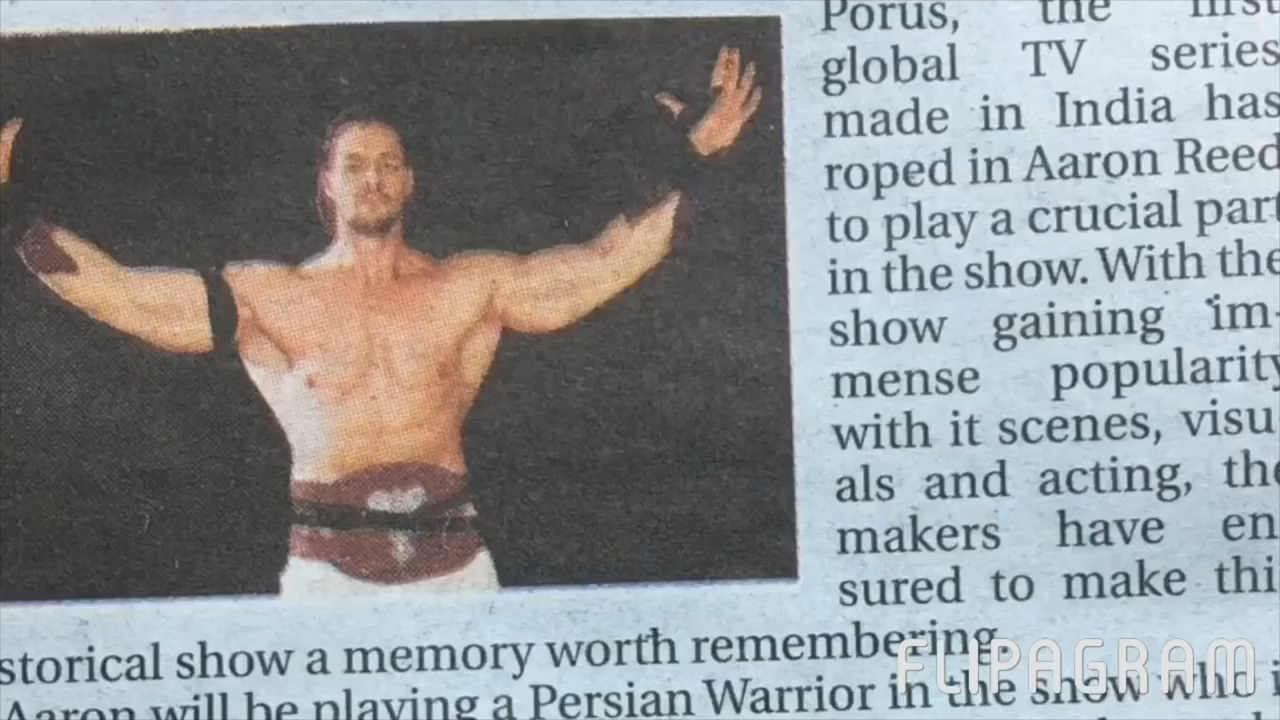 Porus, the first
global TV series
made in India has
roped in Aaron Reed
to play a crucial part
in the show. With the
show gaining im-
mense popularity
with it scenes, visu
als and acting, the
makers have en
sured to make thi
storical show a memory worth remembering.
Aaron will be playing a Persian Warrior in the show who i
FLIPAGRAM